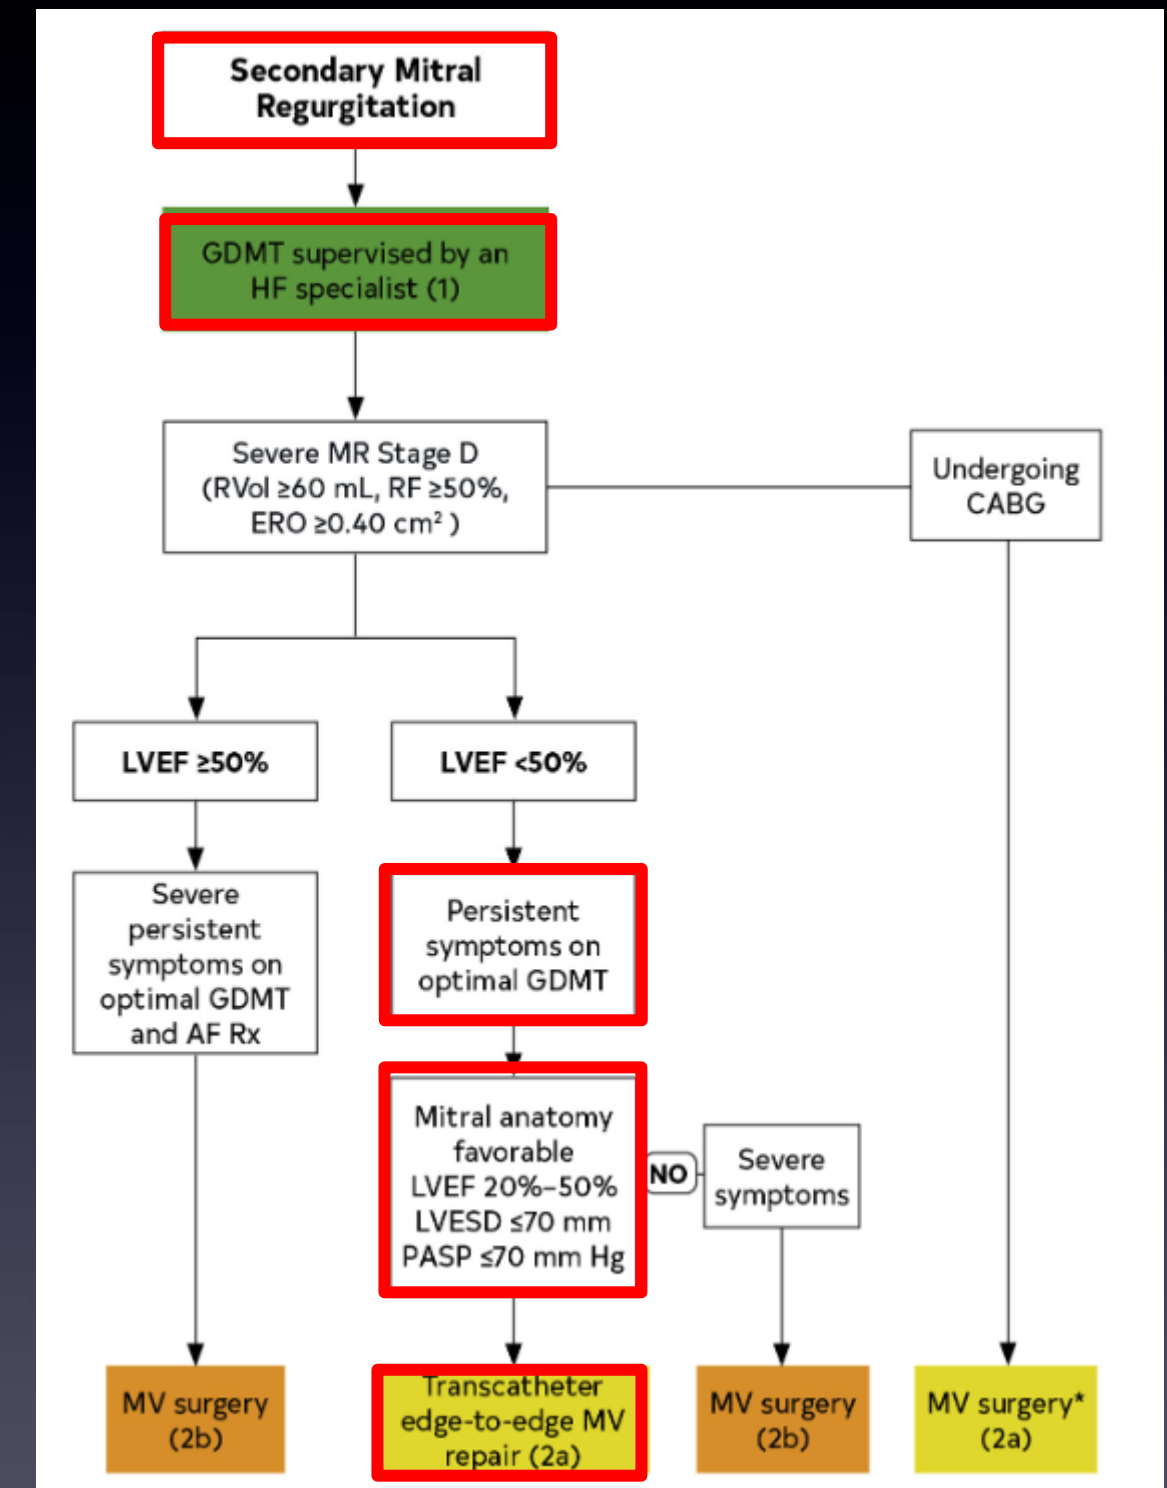 Secondary Mitral
Regurgitation
GDMT supervised by an
HF specialist (1)
Severe MR Stage D
(RVol ≥60 mL, RF ≥50%,
ERO ≥0.40 cm² )
Undergoing
CABG
LVEF ≥50%
LVEF <50%
Severe
persistent
symptoms on
optimal GDMT
and AF Rx
Persistent
symptoms on
optimal GDMT
Mitral anatomy
favorable
LVEF 20%–50%
LVESD ≤70 mm
PASP ≤70 mm Hg
NO
Severe
symptoms
MV surgery
(2b)
Transcatheter
edge-to-edge MV
repair (2a)
MV surgery
(2b)
MV surgery*
(2a)